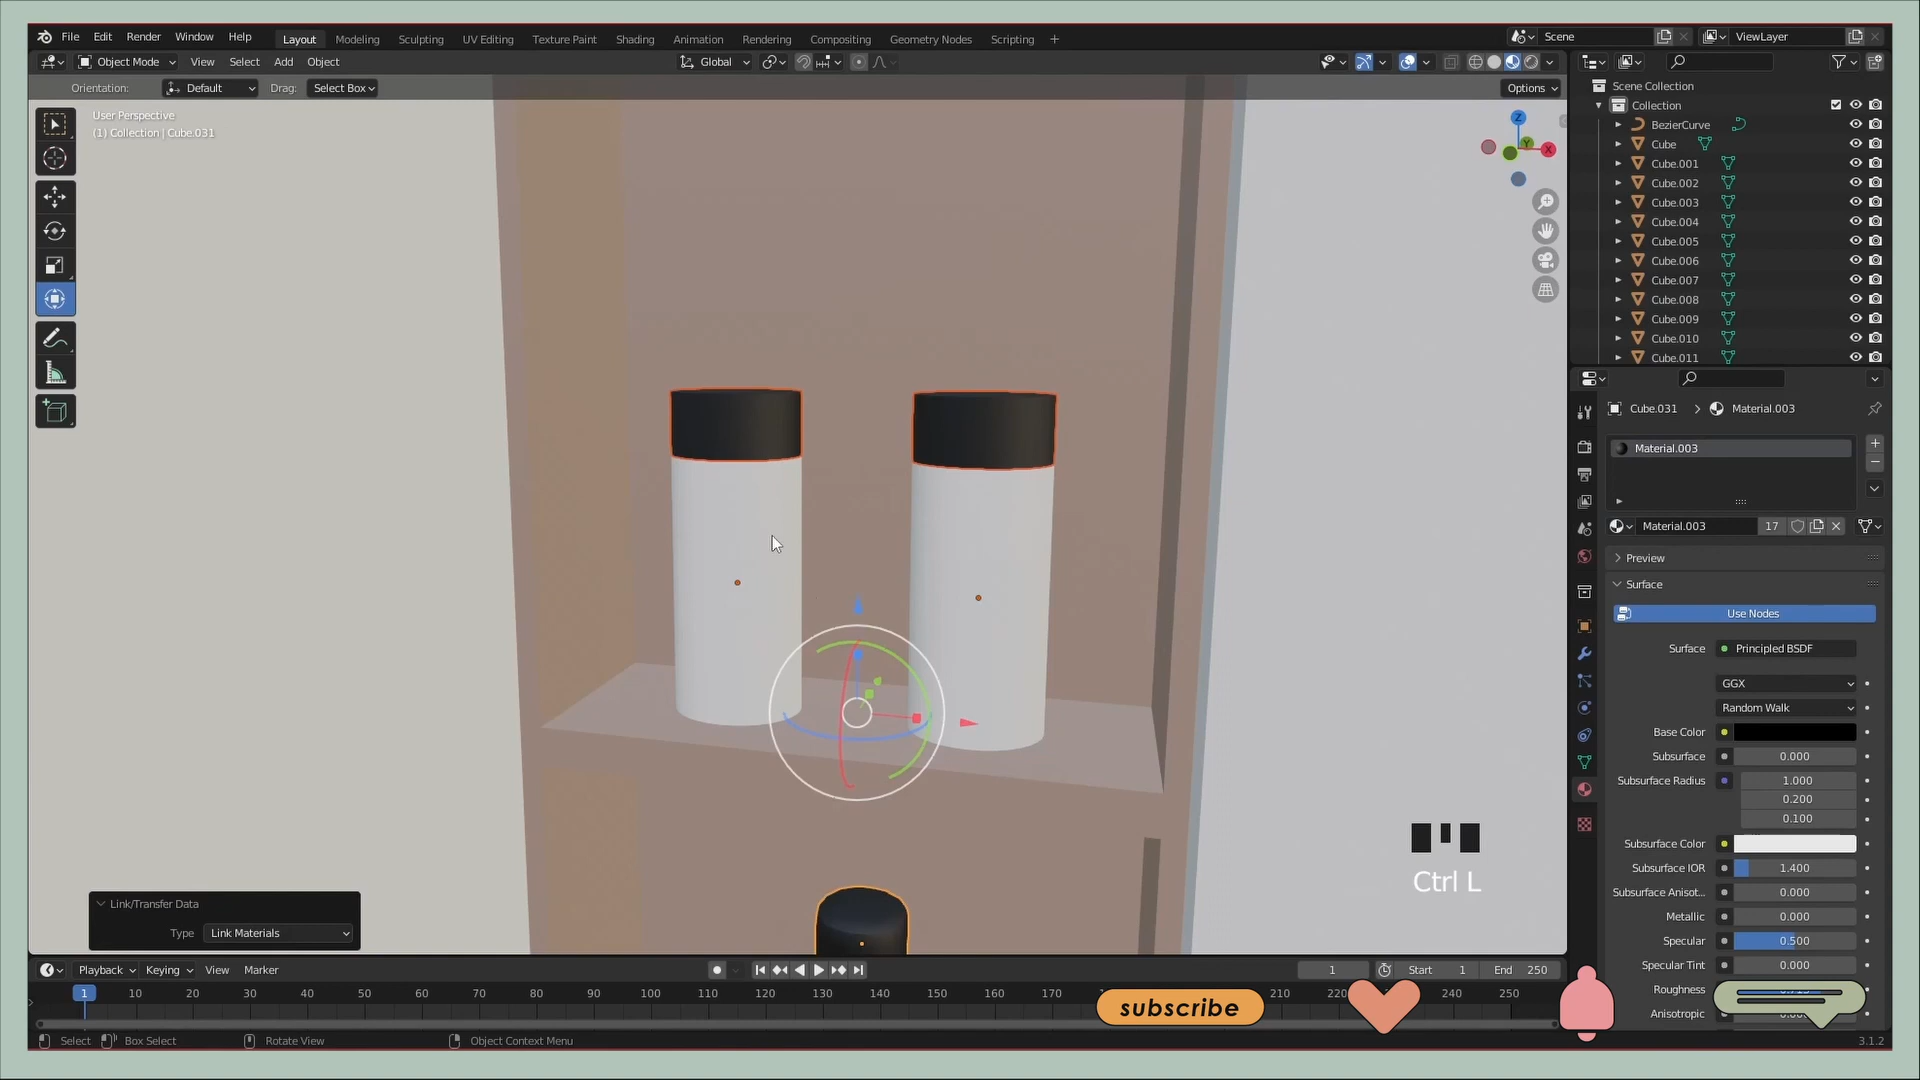 File Edit Render Window Help Layout Modeling Sculpting UV Editing Texture Paint Shading Animation Rendering Compositing Geometry Nodes Scripting + Scene ViewLayer
Object Mode View Select Add Object Global
Orientation: Default Drag: Select Box Options
User Perspective
(1) Collection | Cube.031
Z
Y
X
Scene Collection
Collection
BezierCurve
Cube
Cube.001
Cube.002
Cube.003
Cube.004
Cube.005
Cube.006
Cube.007
Cube.008
Cube.009
Cube.010
Cube.011
Cube.031 > Material.003
Material.003
Material.003 17
Preview
Surface
Use Nodes
Surface Principled BSDF
GGX
Random Walk
Base Color
Subsurface 0.000
Subsurface Radius 1.000
0.200
0.100
Subsurface Color
Subsurface IOR 1.400
Subsurface Anisot... 0.000
Metallic 0.000
Specular 0.500
Specular Tint 0.000
Roughness
Anisotropic
Ctrl L
Link/Transfer Data
Type Link Materials
Playback Keying View Marker 1 Start 1 End 250
1 10 20 30 40 50 60 70 80 90 100 110 120 130 140 150 160 170 210 230 240 250
subscribe
Select Box Select Rotate View Object Context Menu 3.1.2